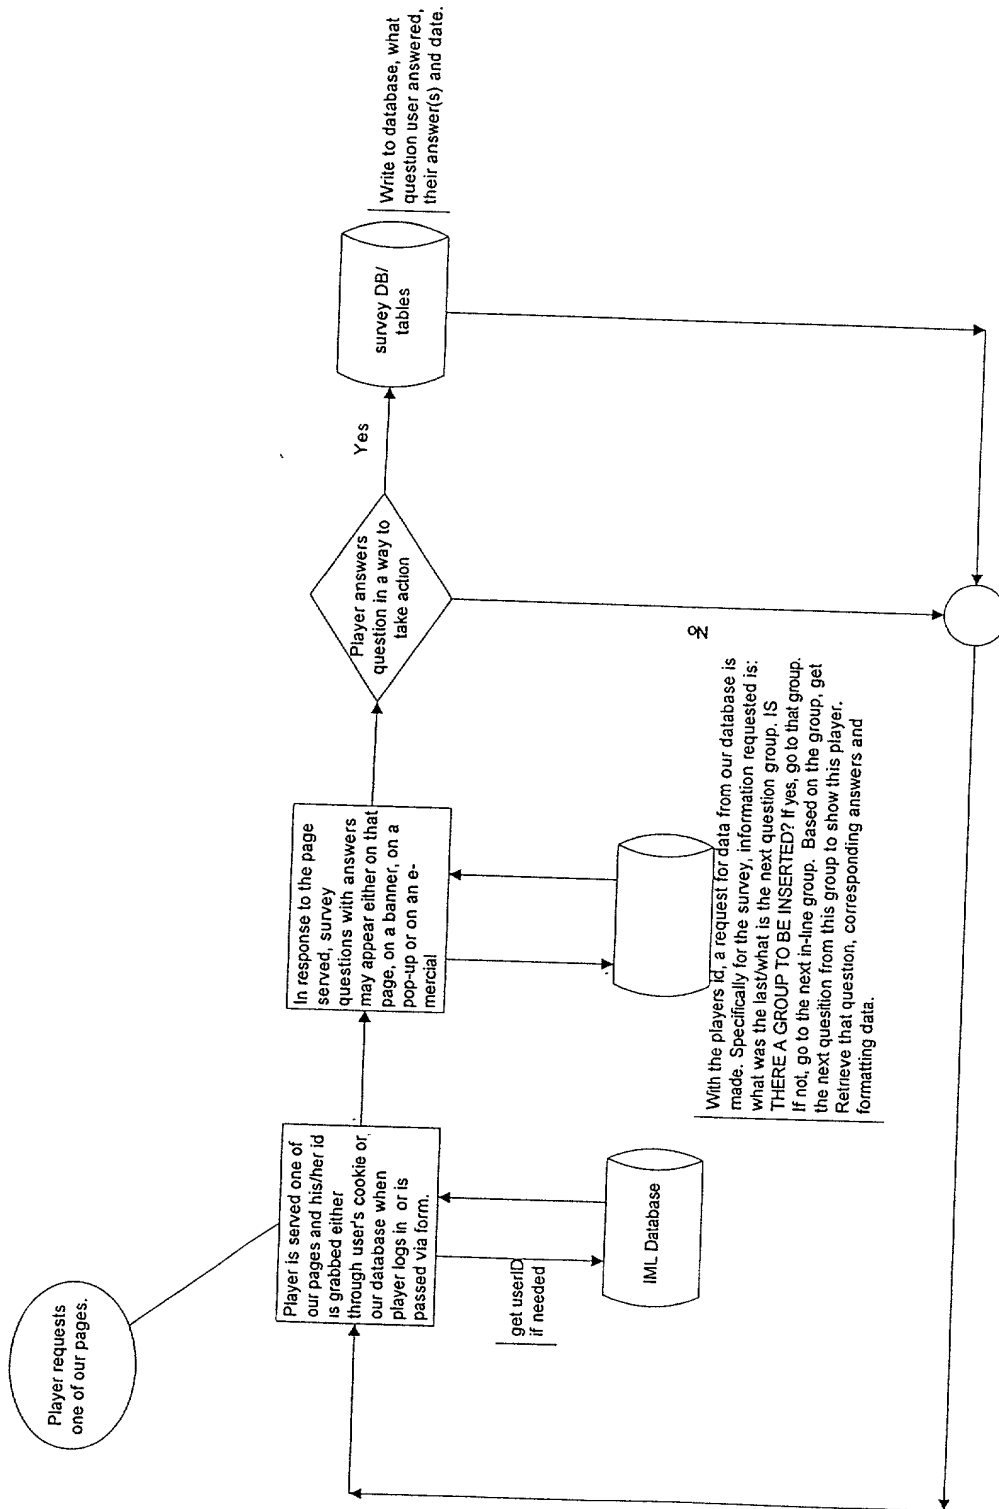 Player requests
one of our pages.
Player is served one of
our pages and his/her id
is grabbed either
through user's cookie or
our database when
player logs in or is
passed via form.
get userID
if needed
IML Database
In response to the page
served, survey
questions with answers
may appear either on that
page, on a banner, on a
pop-up or on an e-
mercial
With the players id, a request for data from our database is
made. Specifically for the survey, information requested is:
what was the last/what is the next question group. IS
THERE A GROUP TO BE INSERTED? If yes, go to that group.
If not, go to the next in-line group. Based on the group, get
the next quesition from this group to show this player.
Retrieve that question, corresponding answers and
formatting data.
Player answers
question in a way to
take action
Yes
No
survey DB/
tables
Write to database, what
question user answered,
their answer(s) and date.